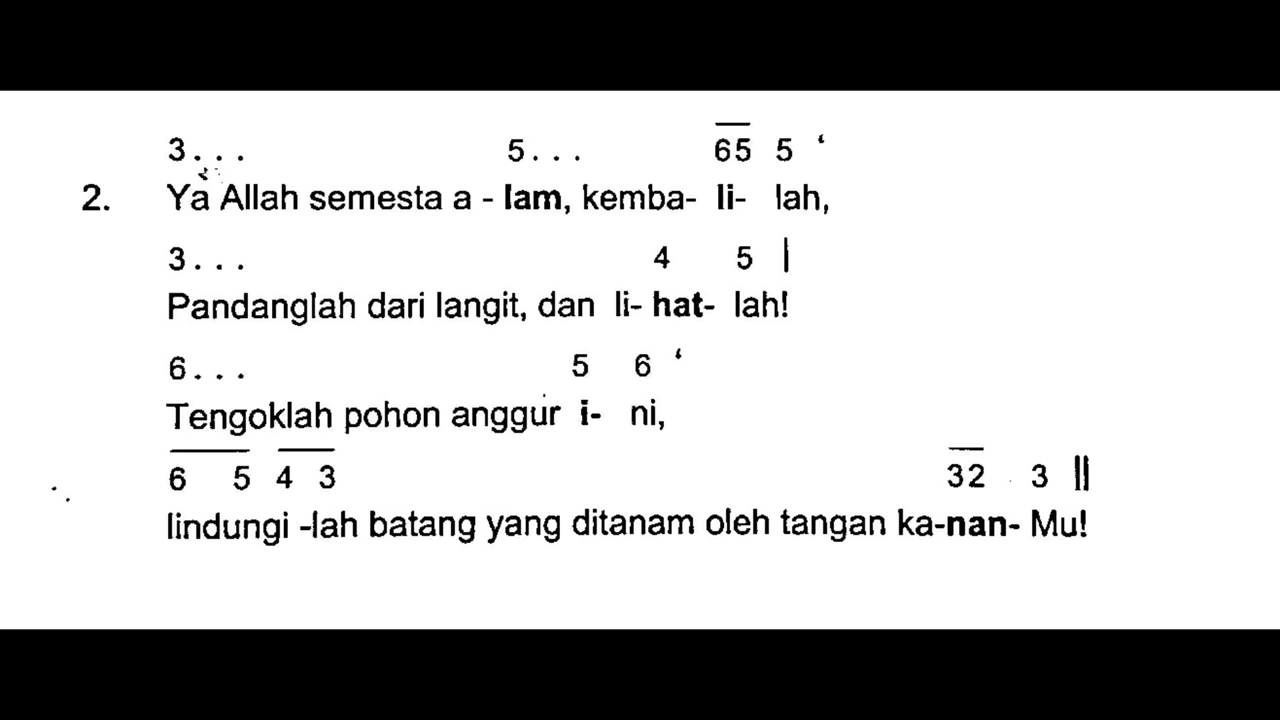 3... 5... 65 5 ‘
2. Ya Allah semesta a - lam, kemba- li- lah,
3... 4 5 |
Pandanglah dari langit, dan li- hat- lah!
6... 5 6 ‘
Tengoklah pohon anggur i- ni,
6 5 4 3 32 3 ||
lindungi -lah batang yang ditanam oleh tangan ka-nan- Mu!